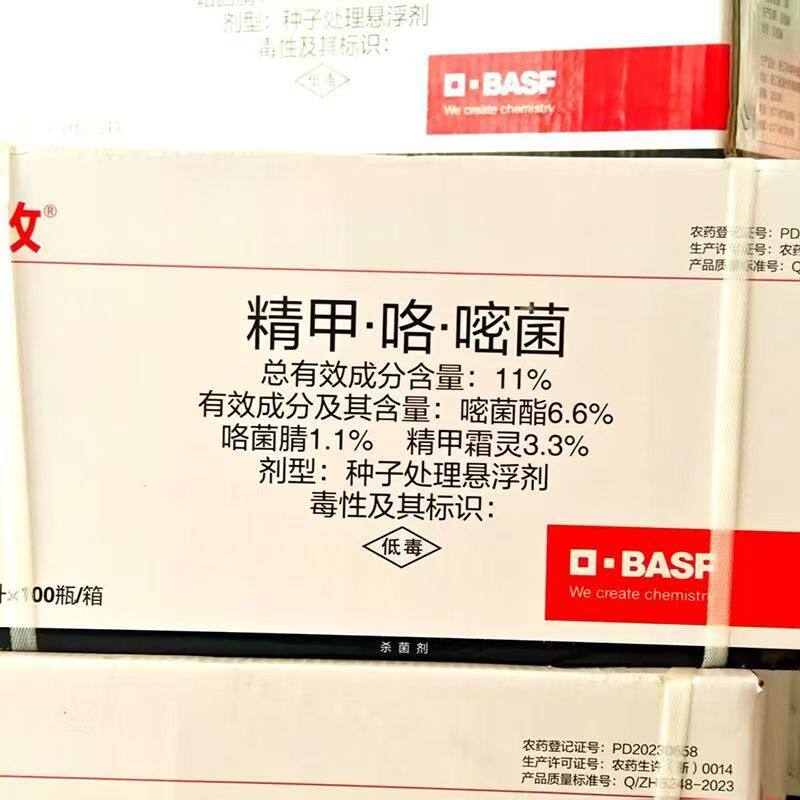 剂型：种子处理悬浮剂
毒性及其标识：
低毒
BASF
We create chemistry
®
农药登记证号：PD
生产许可证号：农药
产品质量标准号：Q
精甲·咯·嘧菌
总有效成分含量：11%
有效成分及其含量：嘧菌酯6.6%
咯菌腈1.1% 精甲霜灵3.3%
剂型：种子处理悬浮剂
毒性及其标识：
低毒
BASF
We create chemistry
100瓶/箱
杀菌剂
农药登记证号：PD20230658
生产许可证号：农药生许（浙）0014
产品质量标准号：Q/ZHS248-2023